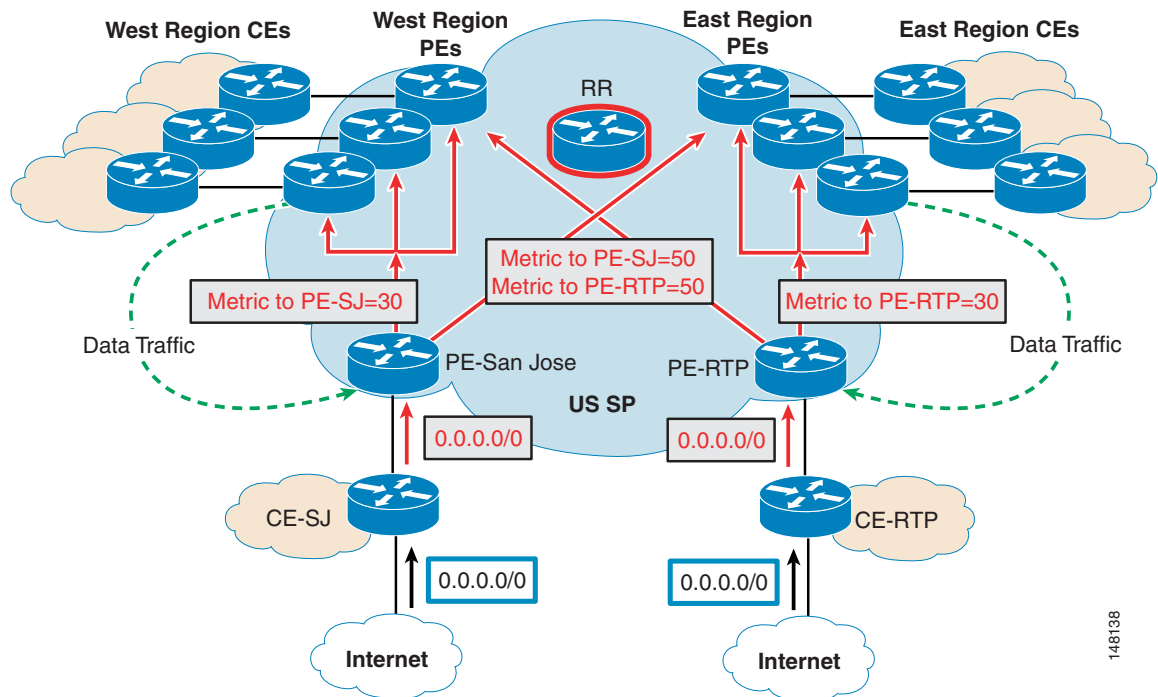 West Region CEs
West Region
PEs
East Region
PEs
East Region CEs
RR
Metric to PE-SJ=30
Metric to PE-SJ=50
Metric to PE-RTP=50
Metric to PE-RTP=30
Data Traffic
Data Traffic
PE-San Jose
PE-RTP
US SP
0.0.0.0/0
0.0.0.0/0
CE-SJ
CE-RTP
0.0.0.0/0
0.0.0.0/0
Internet
Internet
148138